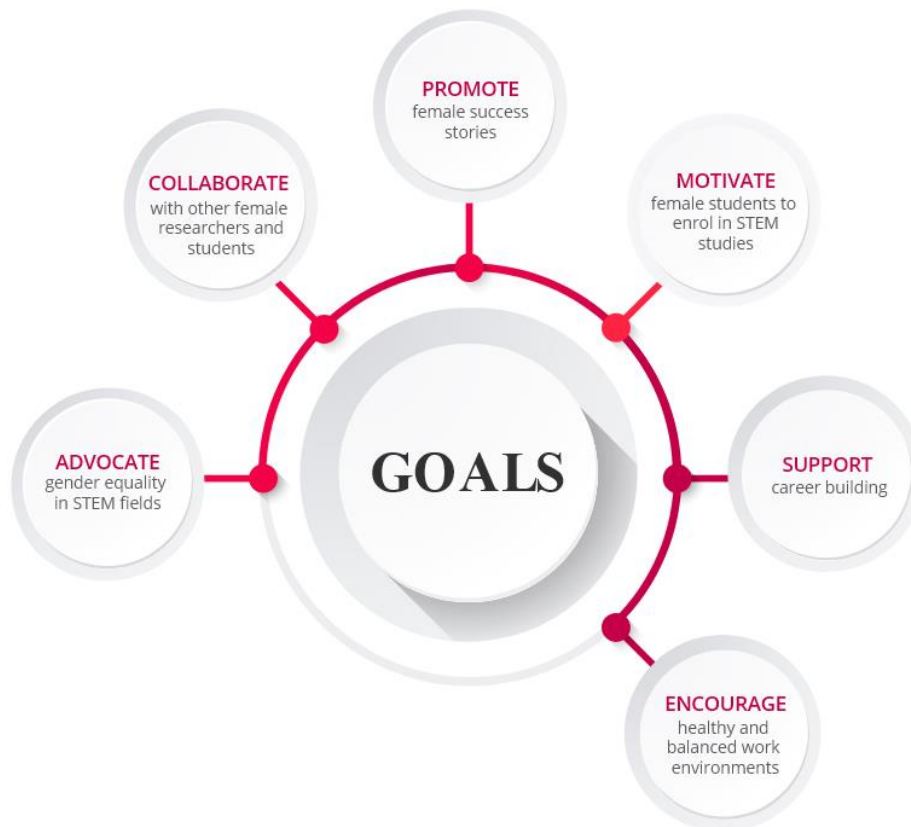 PROMOTE
female success
stories
COLLABORATE
with other female
researchers and
students
MOTIVATE
female students to
enrol in STEM
studies
ADVOCATE
gender equality
in STEM fields
GOALS
SUPPORT
career building
ENCOURAGE
healthy and
balanced work
environments